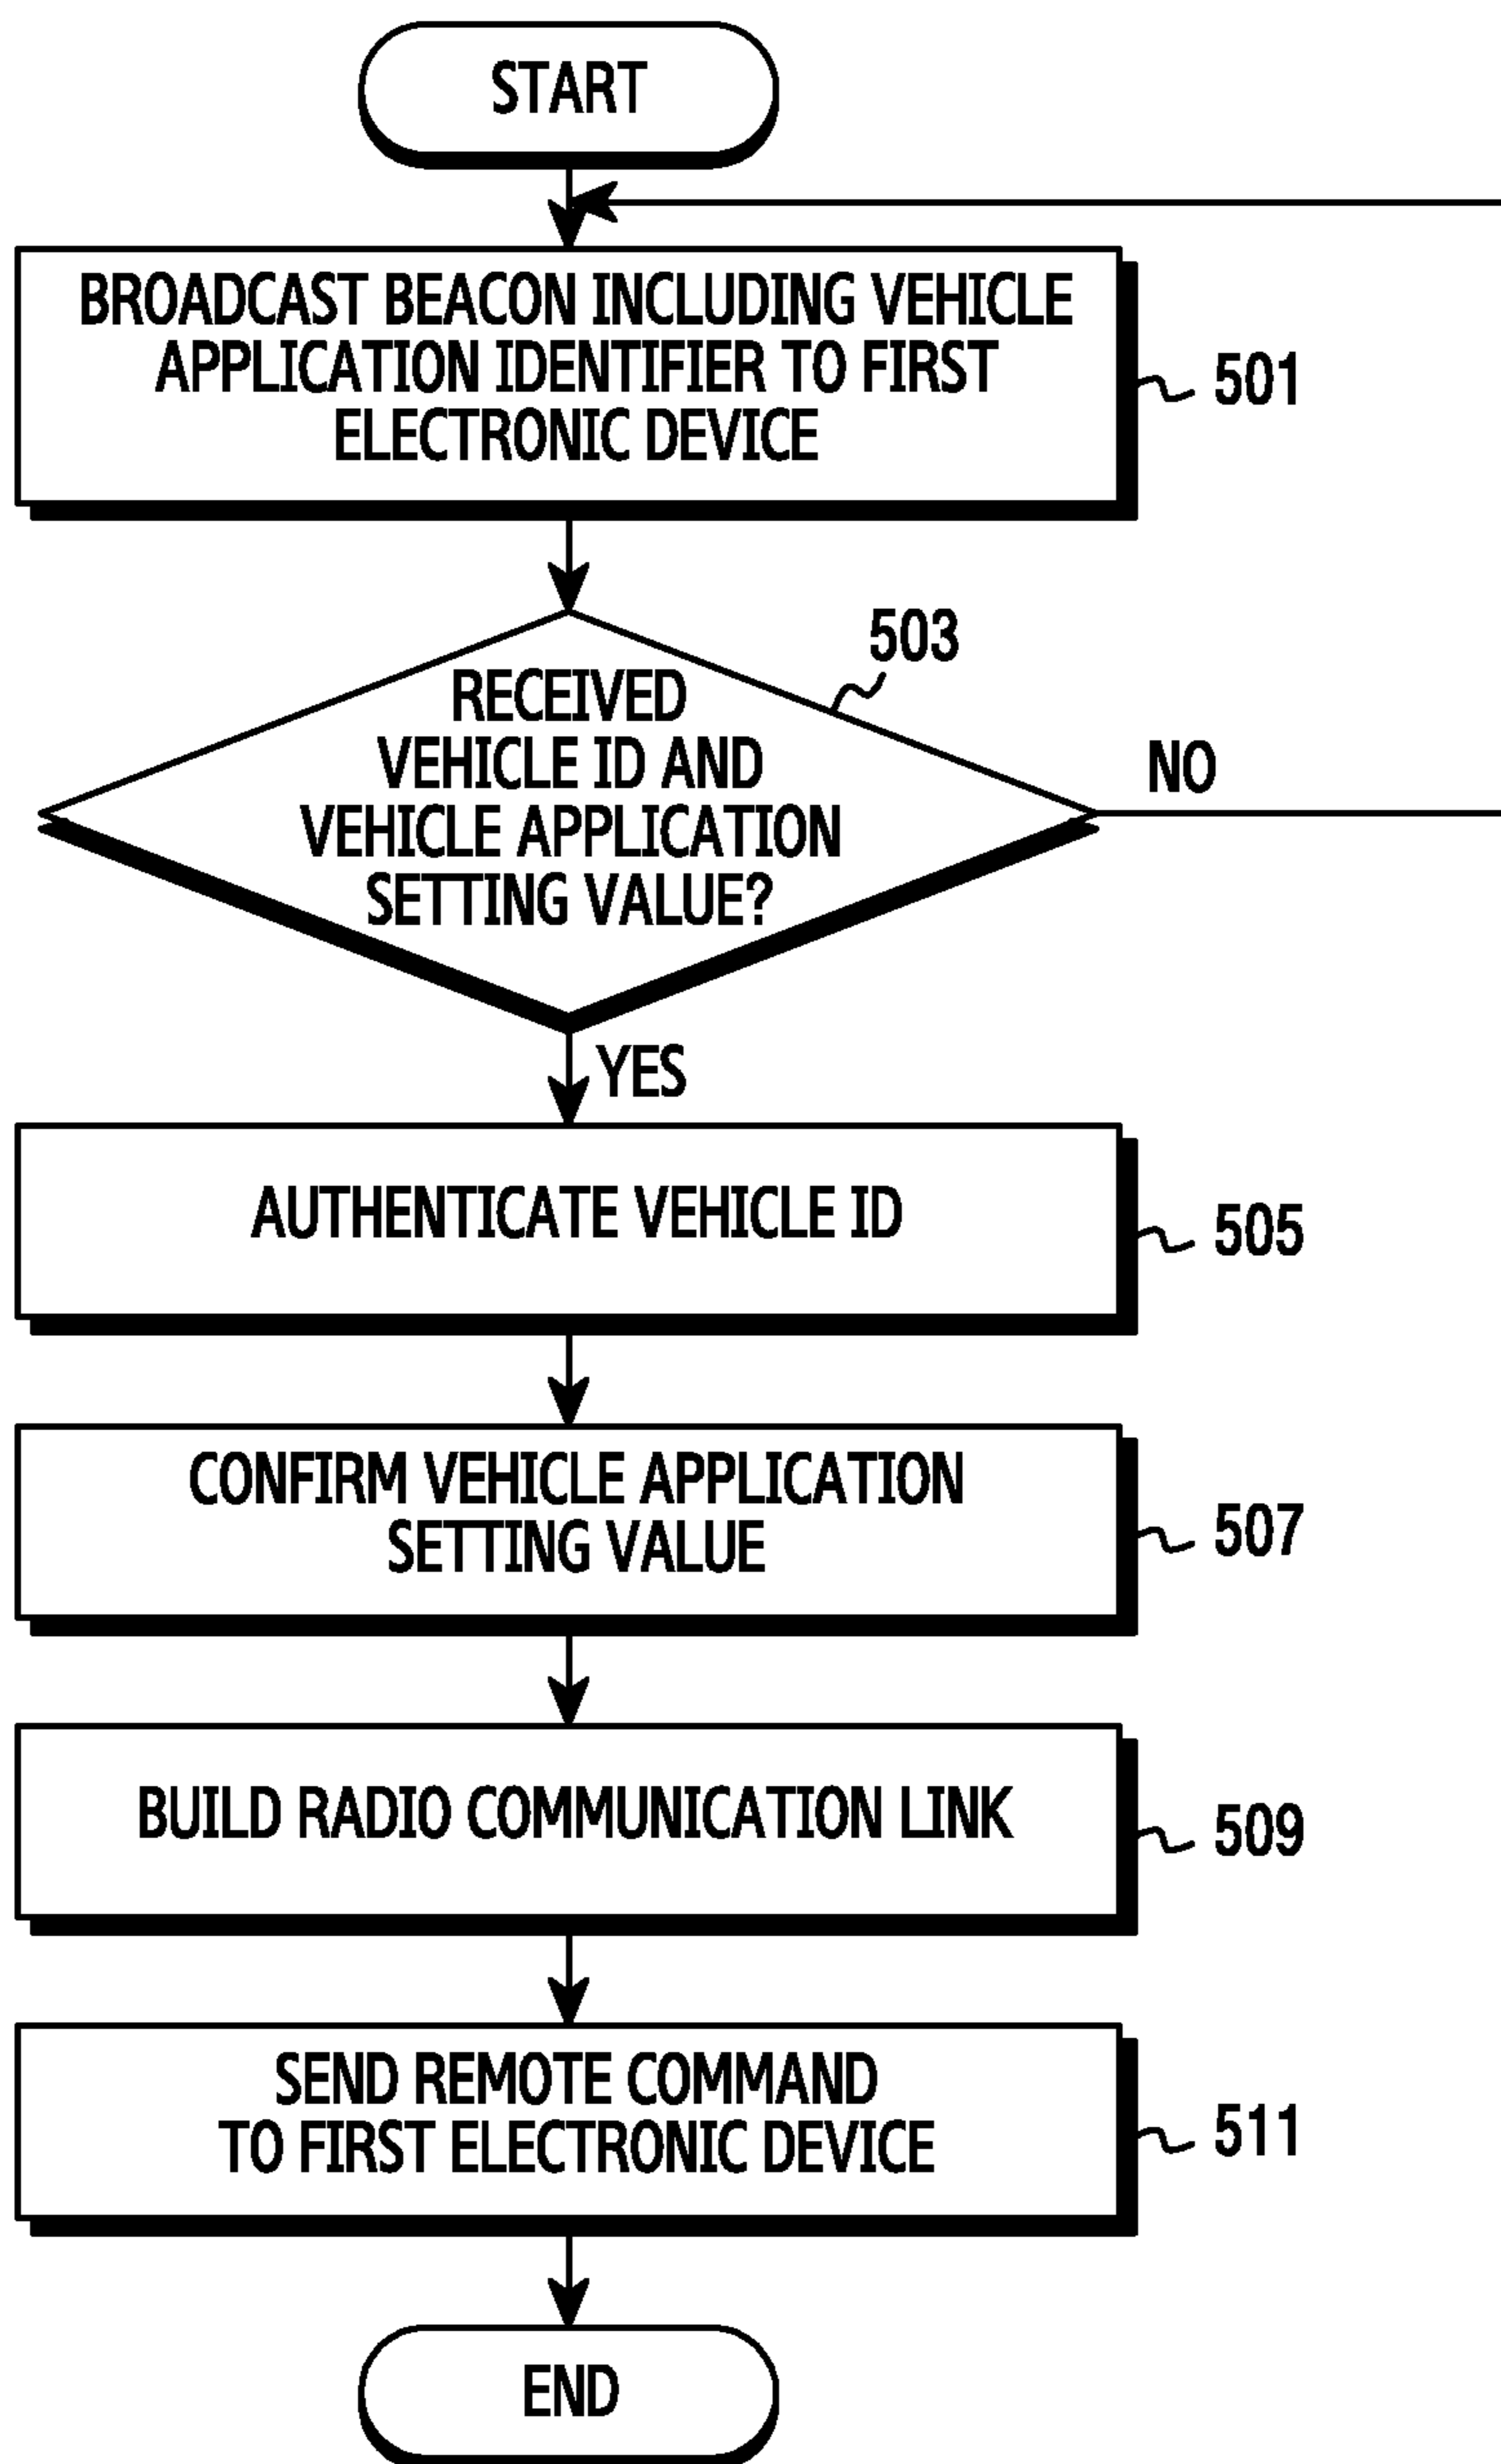 START
BROADCAST BEACON INCLUDING VEHICLE
APPLICATION IDENTIFIER TO FIRST
ELECTRONIC DEVICE
501
503
RECEIVED
VEHICLE ID AND
VEHICLE APPLICATION
SETTING VALUE?
NO
YES
AUTHENTICATE VEHICLE ID
505
CONFIRM VEHICLE APPLICATION
SETTING VALUE
507
BUILD RADIO COMMUNICATION LINK
509
SEND REMOTE COMMAND
TO FIRST ELECTRONIC DEVICE
511
END